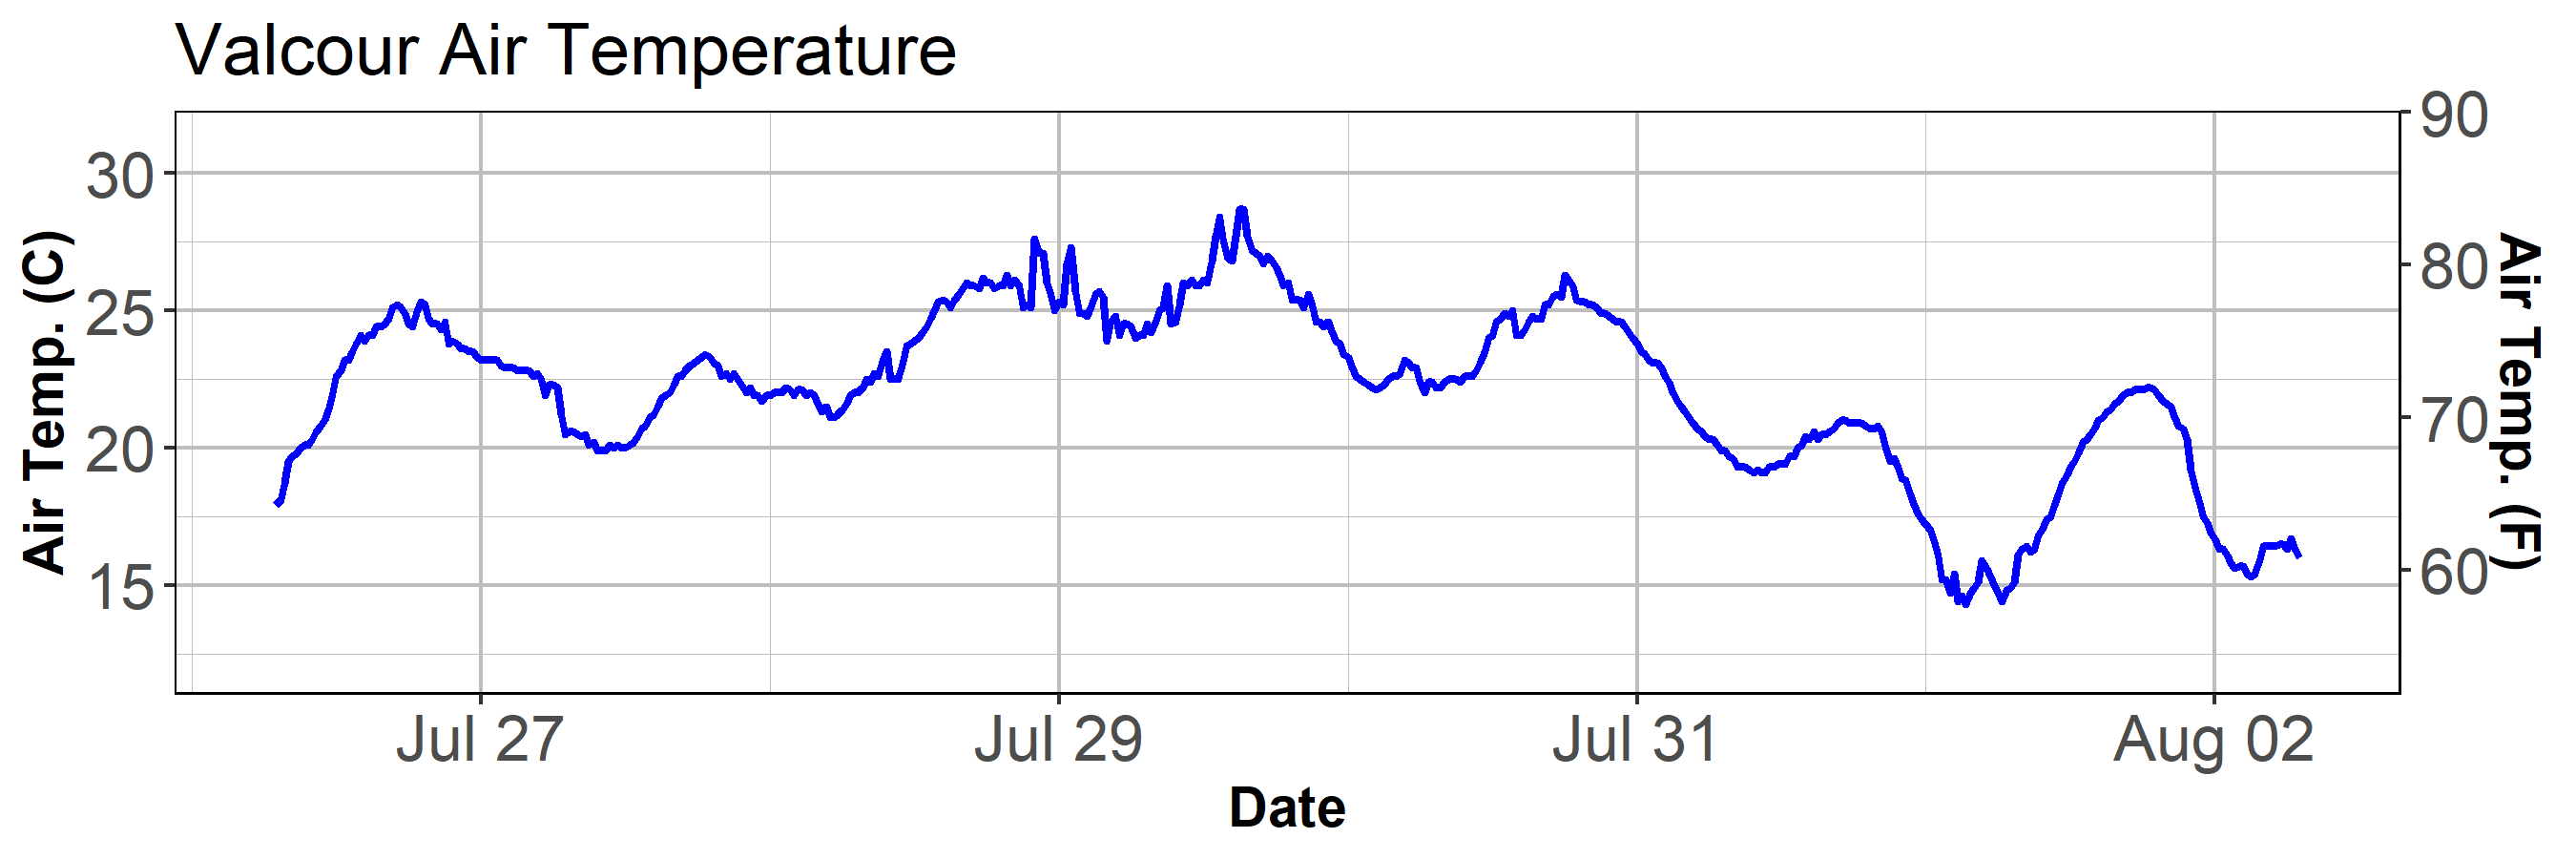 Valcour Air Temperature
Air Temp. (C)
30
25
20
15
90
80
70
60
Air Temp. (F)
Jul 27
Jul 29
Jul 31
Aug 02
Date